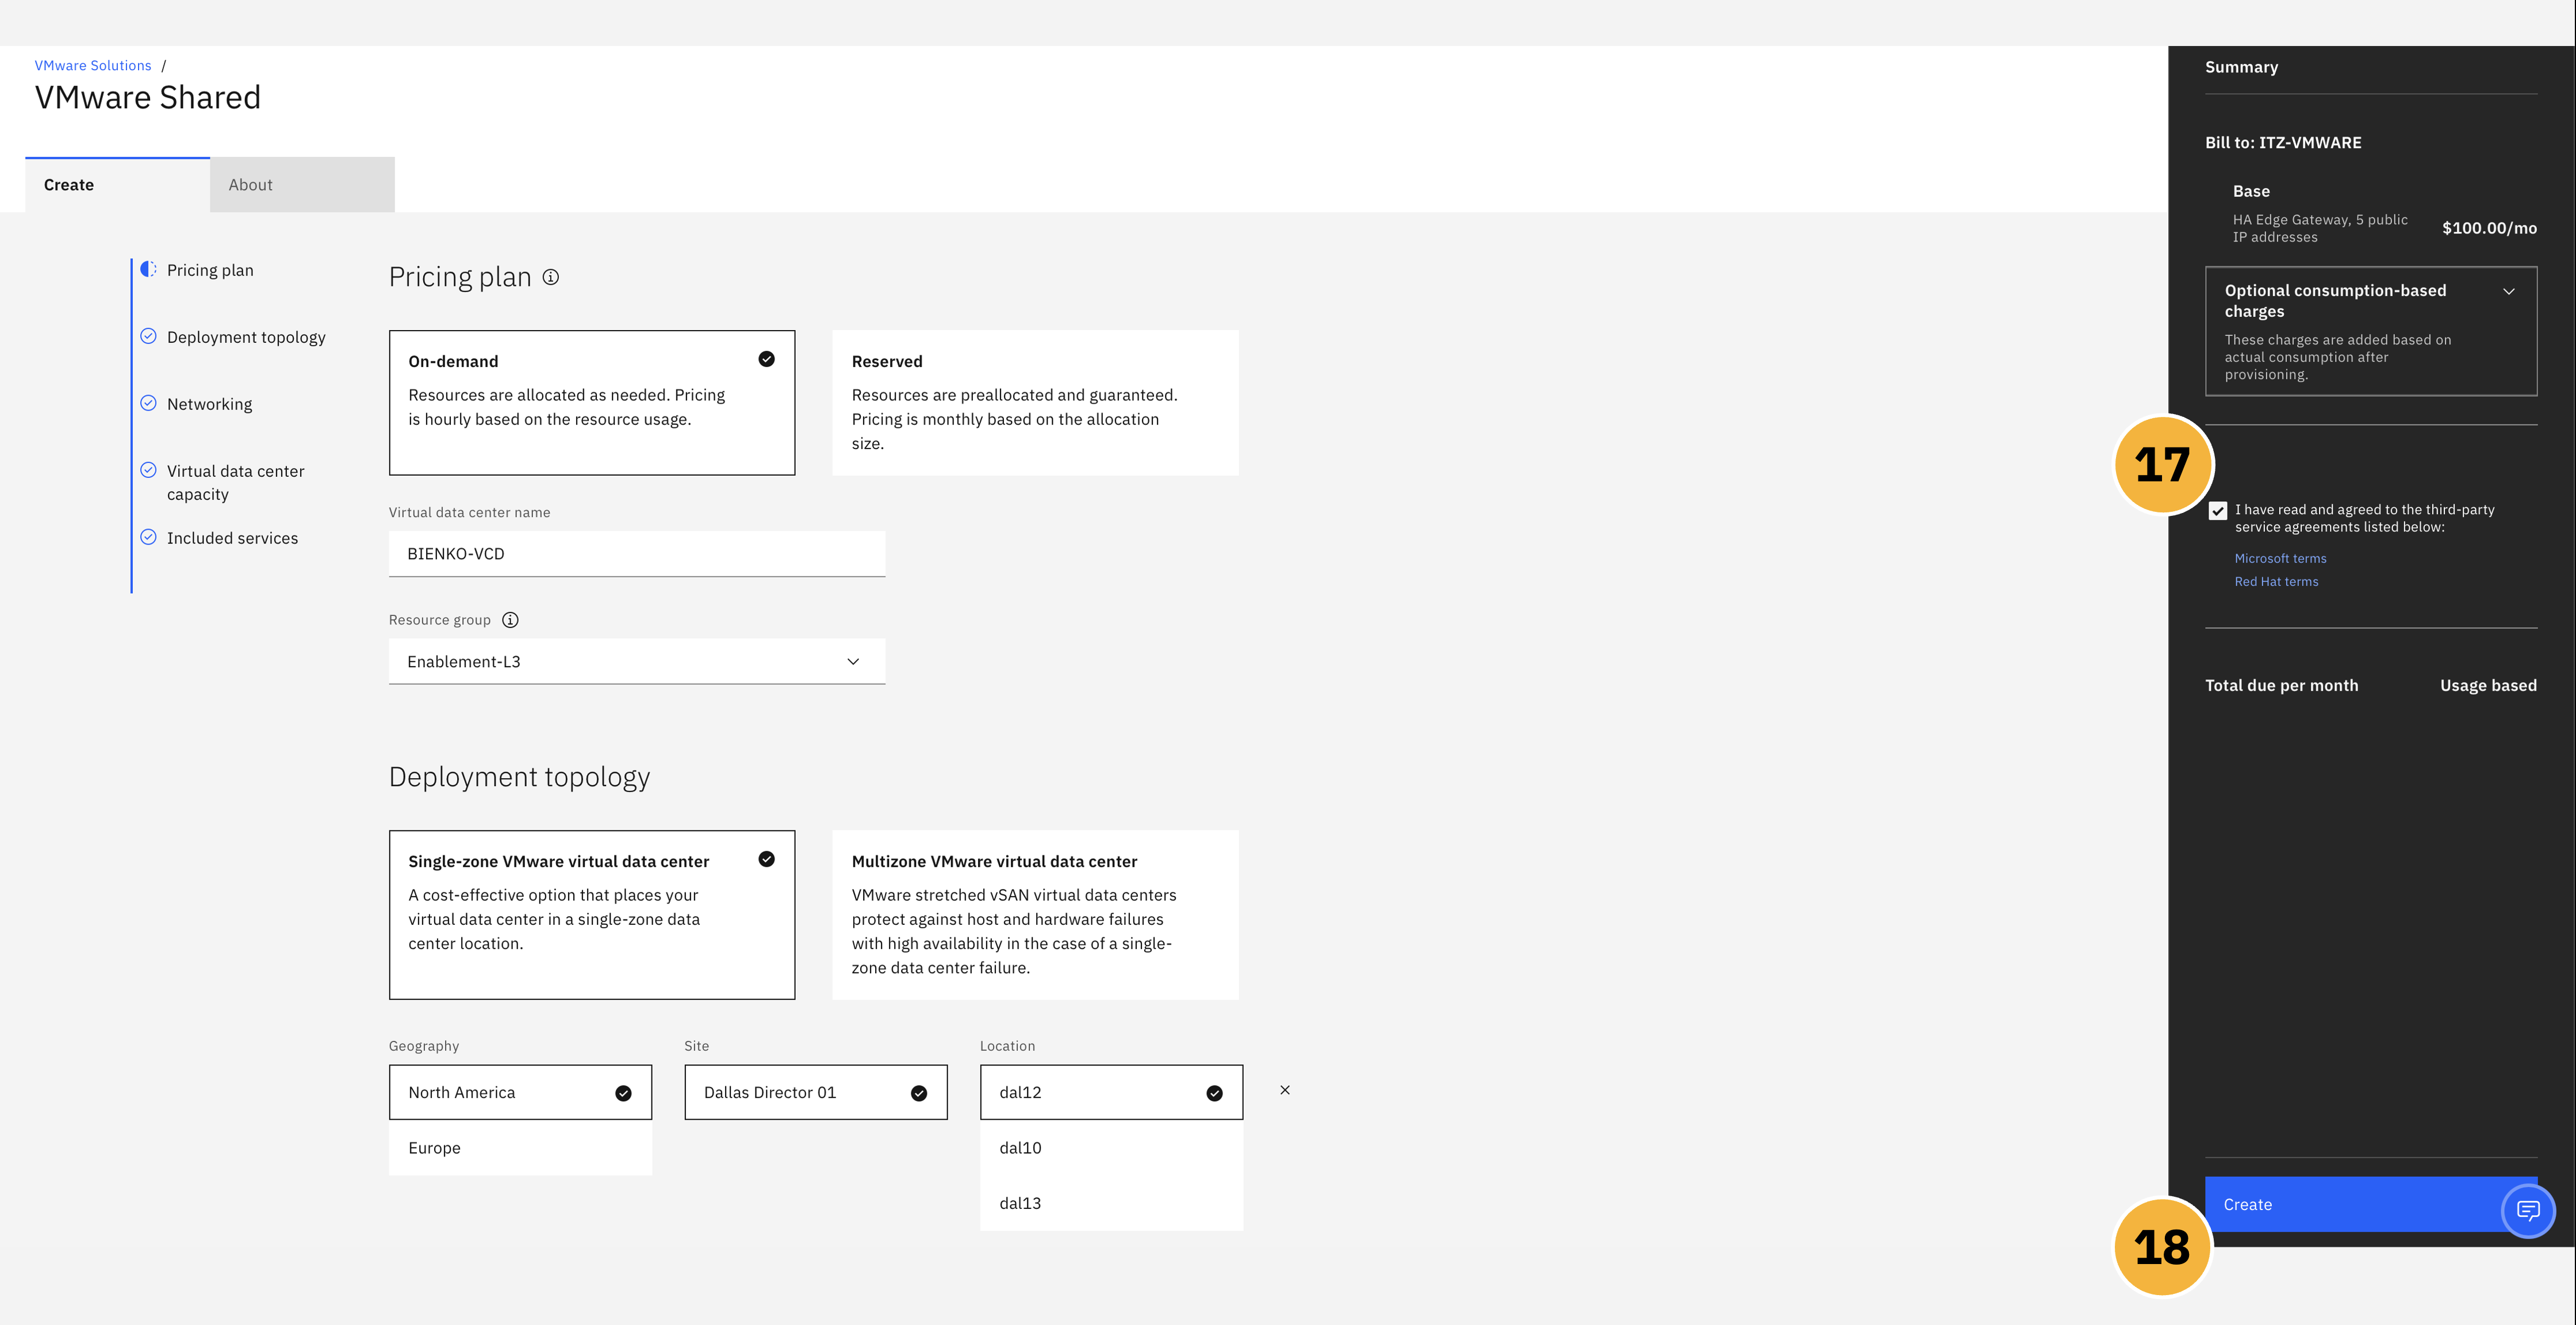 VMware Solutions /
VMware Shared
Create
About
Pricing plan
Deployment topology
Networking
Virtual data center
capacity
Included services
Pricing plan
On-demand
Resources are allocated as needed. Pricing
is hourly based on the resource usage.
Reserved
Resources are preallocated and guaranteed.
Pricing is monthly based on the allocation
size.
Virtual data center name
BIENKO-VCD
Resource group
Enablement-L3
Deployment topology
Single-zone VMware virtual data center
A cost-effective option that places your
virtual data center in a single-zone data
center location.
Multizone VMware virtual data center
VMware stretched vSAN virtual data centers
protect against host and hardware failures
with high availability in the case of a single-
zone data center failure.
Geography
North America
Europe
Site
Dallas Director 01
Location
dal12
dal10
dal13
Summary
Bill to: ITZ-VMWARE
Base
HA Edge Gateway, 5 public
IP addresses
$100.00/mo
Optional consumption-based
charges
These charges are added based on
actual consumption after
provisioning.
17
I have read and agreed to the third-party
service agreements listed below:
Microsoft terms
Red Hat terms
Total due per month
Usage based
Create
18